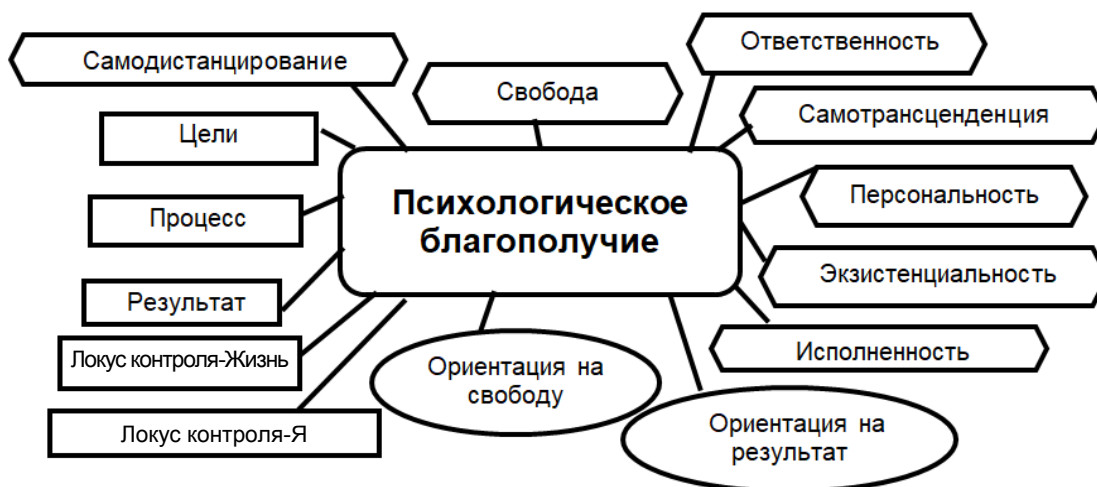 Ответственность
Самодистанцирование
Свобода
Самотрансценденция
Цели
Персональность
Процесс
Психологическое
благополучие
Экзистенциальность
Результат
Исполненность
Локус контроля-Жизнь
Ориентация на
свободу
Локус контроля-Я
Ориентация на
результат